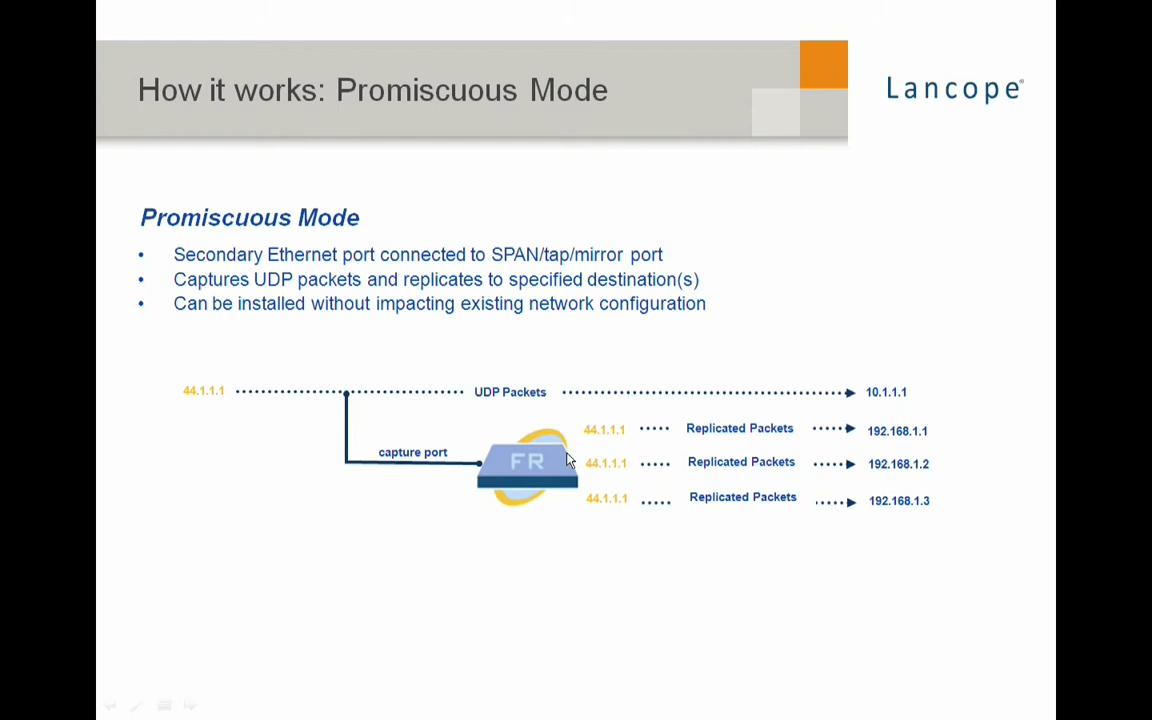 How it works: Promiscuous Mode
Lancope®
Promiscuous Mode
• Secondary Ethernet port connected to SPAN/tap/mirror port
• Captures UDP packets and replicates to specified destination(s)
• Can be installed without impacting existing network configuration
44.1.1.1 UDP Packets 10.1.1.1
44.1.1.1 Replicated Packets 192.168.1.1
capture port
FR
44.1.1.1 Replicated Packets 192.168.1.2
44.1.1.1 Replicated Packets 192.168.1.3